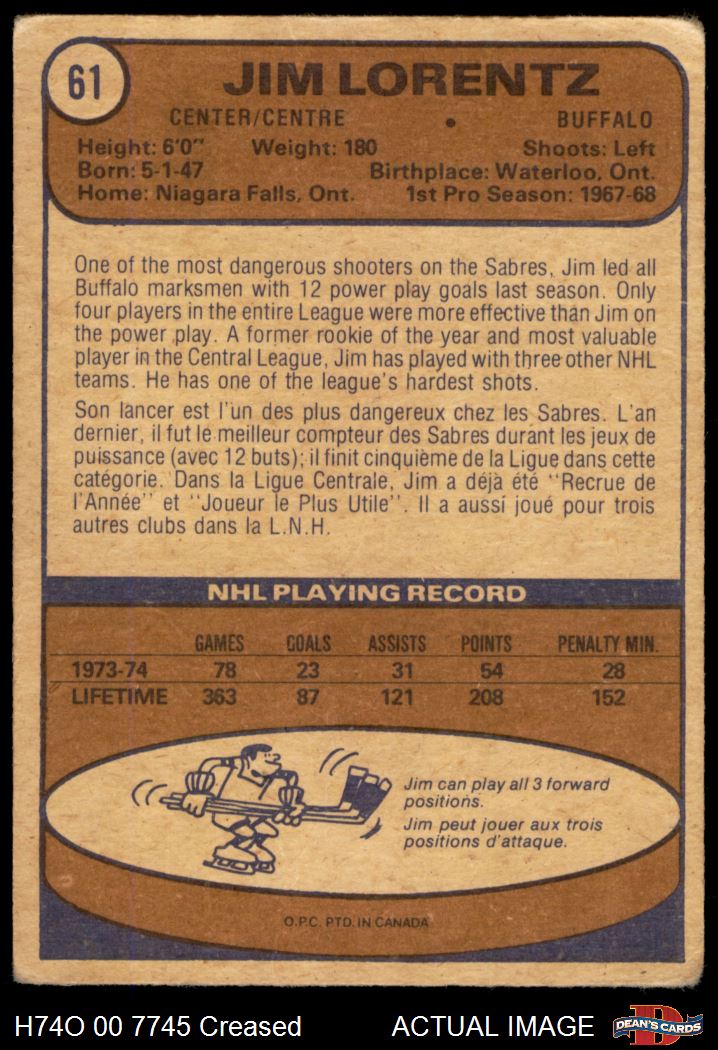 61
JIM LORENTZ
CENTER/CENTRE • BUFFALO
Height: 6'0" Weight: 180 Shoots: Left
Born: 5-1-47 Birthplace: Waterloo, Ont.
Home: Niagara Falls, Ont. 1st Pro Season: 1967-68
One of the most dangerous shooters on the Sabres, Jim led all
Buffalo marksmen with 12 power play goals last season. Only
four players in the entire League were more effective than Jim on
the power play. A former rookie of the year and most valuable
player in the Central League, Jim has played with three other NHL
teams. He has one of the league's hardest shots.
Son lancer est l'un des plus dangereux chez les Sabres. L'an
dernier, il fut le meilleur compteur des Sabres durant les jeux de
puissance (avec 12 buts); il finit cinquième de la Ligue dans cette
catégorie. Dans la Ligue Centrale, Jim a déjà été "Recrue de
l'Année" et "Joueur le Plus Utile". Il a aussi joué pour trois
autres clubs dans la L.N.H.
NHL PLAYING RECORD
GAMES GOALS ASSISTS POINTS PENALTY MIN.
1973-74 78 23 31 54 28
LIFETIME 363 87 121 208 152
Jim can play all 3 forward
positions.
Jim peut jouer aux trois
positions d'attaque.
O.P.C. PTD. IN CANADA
H74O 00 7745 Creased ACTUAL IMAGE
D
DEAN'S CARDS